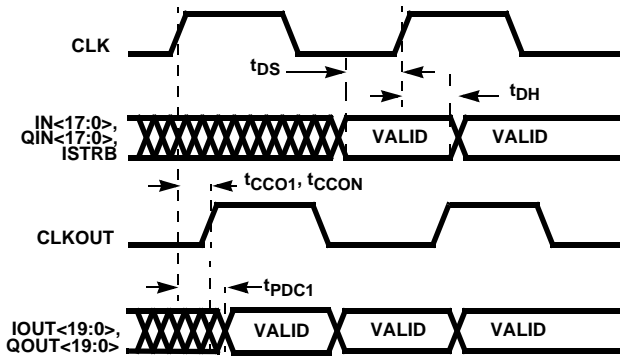 CLK
tDS
tDH
IN<17:0>,
QIN<17:0>,
ISTRB
VALID VALID
tCCO1, tCCON
CLKOUT
tPDC1
IOUT<19:0>,
QOUT<19:0>
VALID VALID VALID